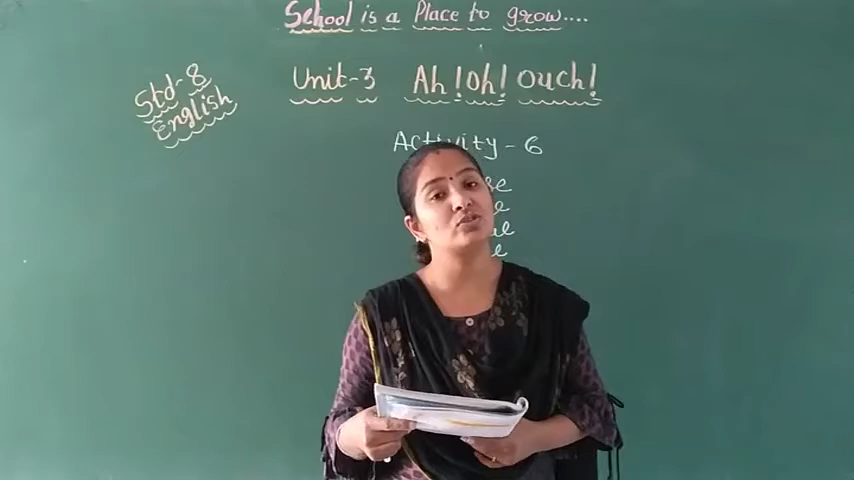 School is a Place to grow....
Std-8
English
Unit-3 Ah!Oh! Ouch!
Activity - 6